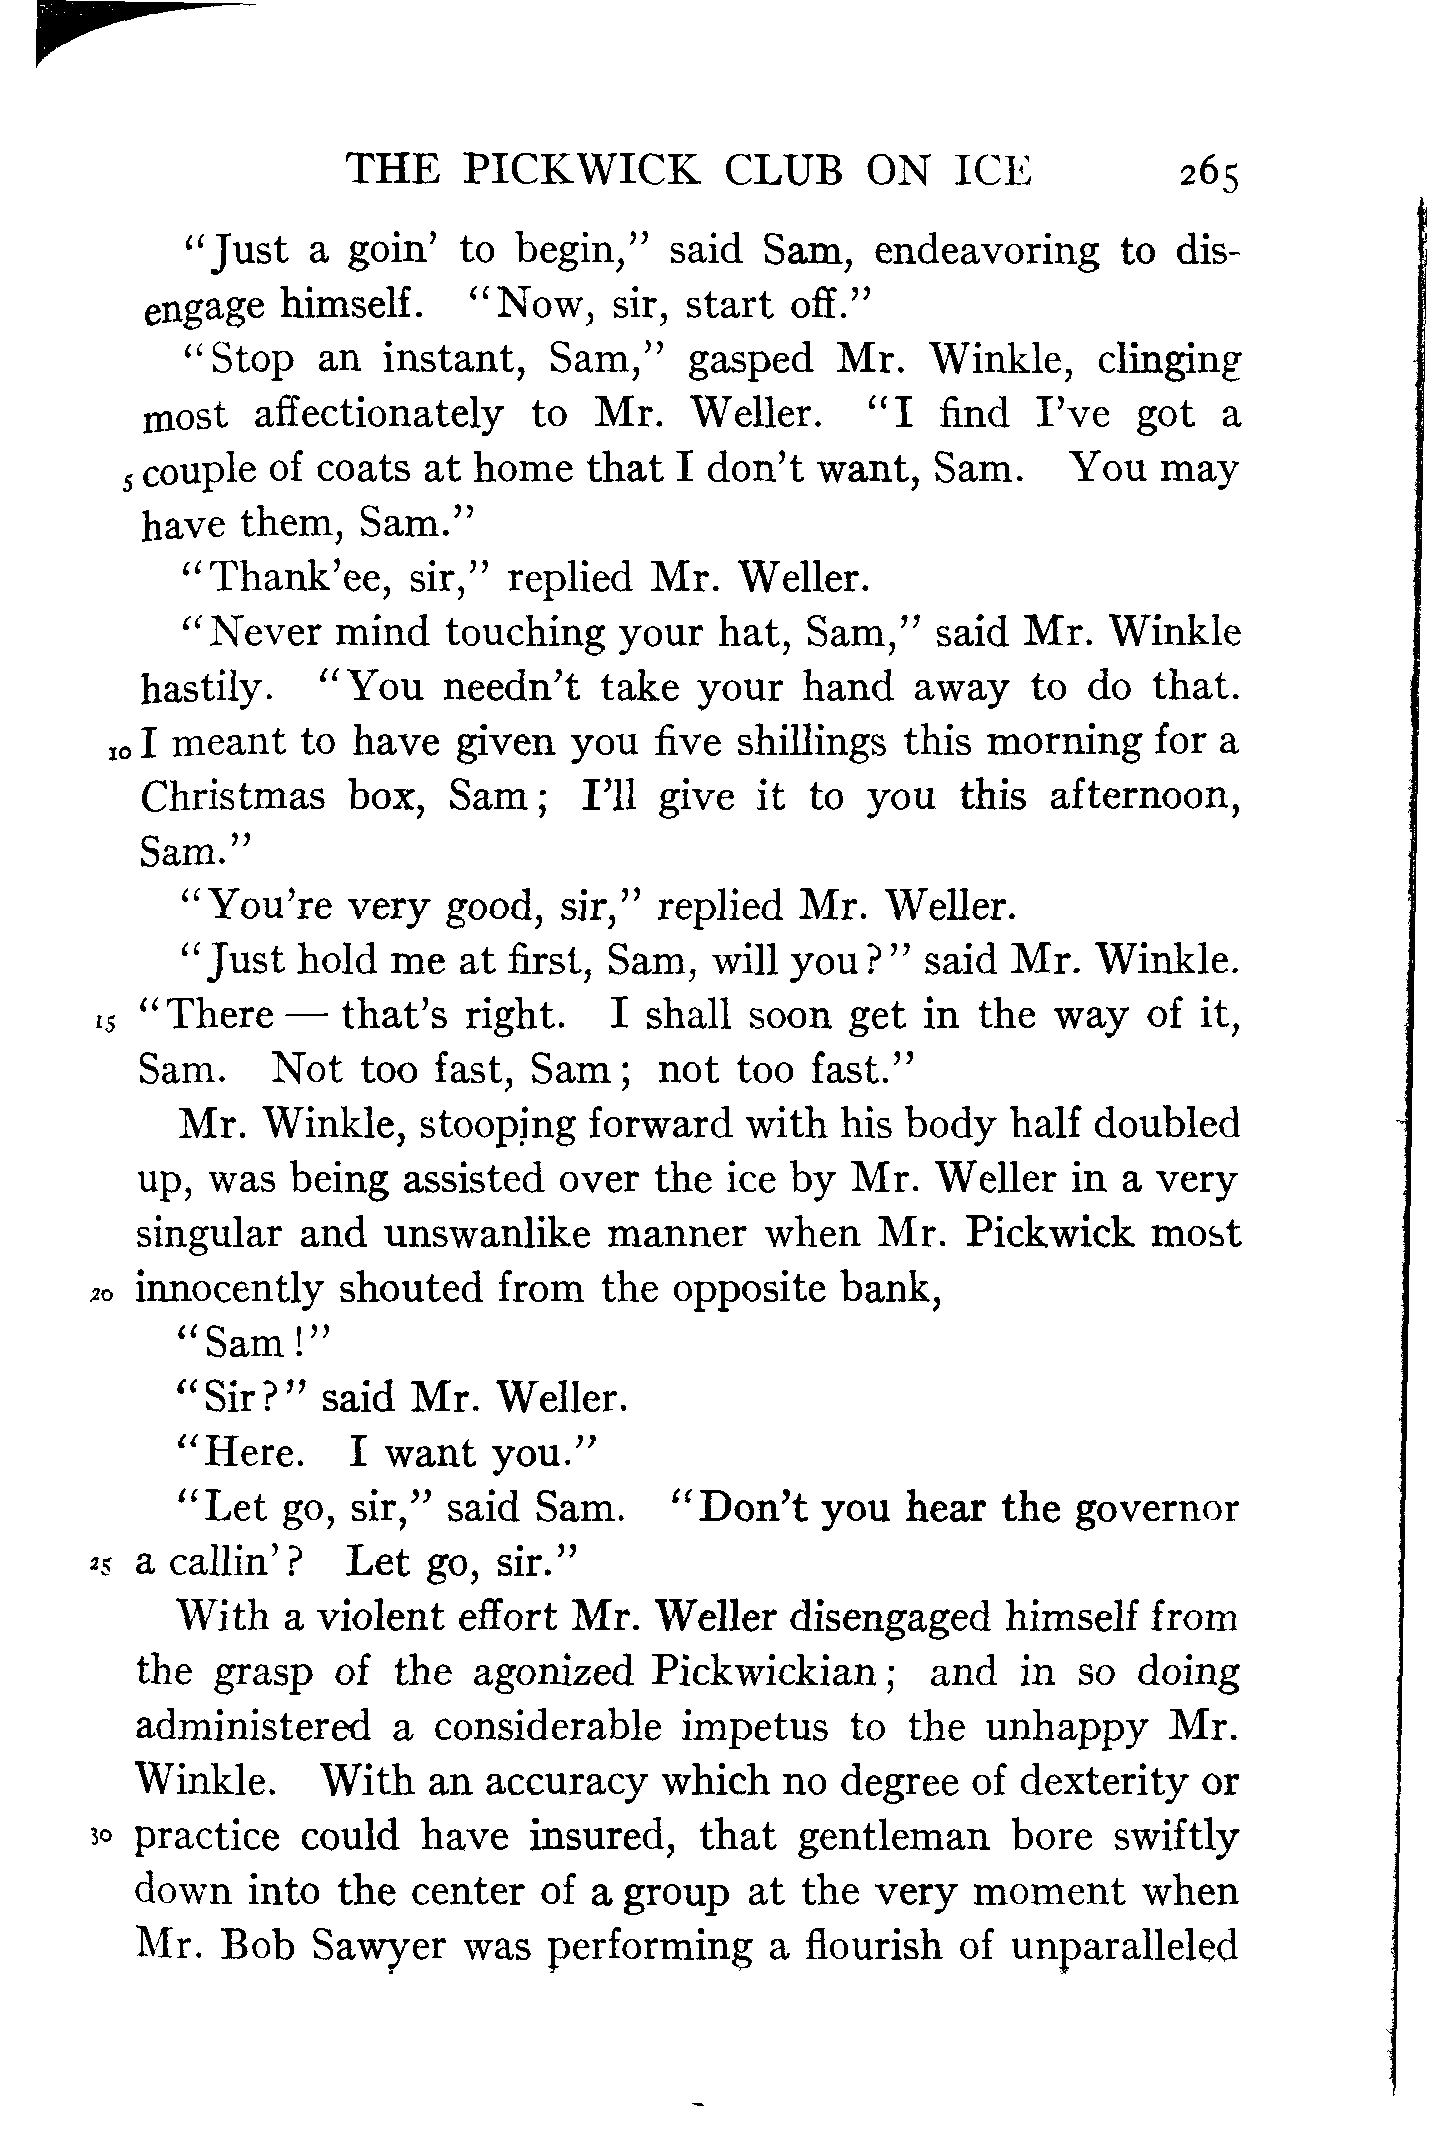 THE PICKWICK CLUB ON ICE 265
"Just a goin' to begin," said Sam, endeavoring to dis-
engage himself. "Now, sir, start off."
"Stop an instant, Sam," gasped Mr. Winkle, clinging
most affectionately to Mr. Weller. "I find I've got a
5 couple of coats at home that I don't want, Sam. You may
have them, Sam."
"Thank'ee, sir," replied Mr. Weller.
"Never mind touching your hat, Sam," said Mr. Winkle
hastily. "You needn't take your hand away to do that.
10 I meant to have given you five shillings this morning for a
Christmas box, Sam; I'll give it to you this afternoon,
Sam."
"You're very good, sir," replied Mr. Weller.
"Just hold me at first, Sam, will you?" said Mr. Winkle.
15 "There — that's right. I shall soon get in the way of it,
Sam. Not too fast, Sam; not too fast."
Mr. Winkle, stooping forward with his body half doubled
up, was being assisted over the ice by Mr. Weller in a very
singular and unswanlike manner when Mr. Pickwick most
20 innocently shouted from the opposite bank,
"Sam!"
"Sir?" said Mr. Weller.
"Here. I want you."
"Let go, sir," said Sam. "Don't you hear the governor
25 a callin'? Let go, sir."
With a violent effort Mr. Weller disengaged himself from
the grasp of the agonized Pickwickian; and in so doing
administered a considerable impetus to the unhappy Mr.
Winkle. With an accuracy which no degree of dexterity or
30 practice could have insured, that gentleman bore swiftly
down into the center of a group at the very moment when
Mr. Bob Sawyer was performing a flourish of unparalleled